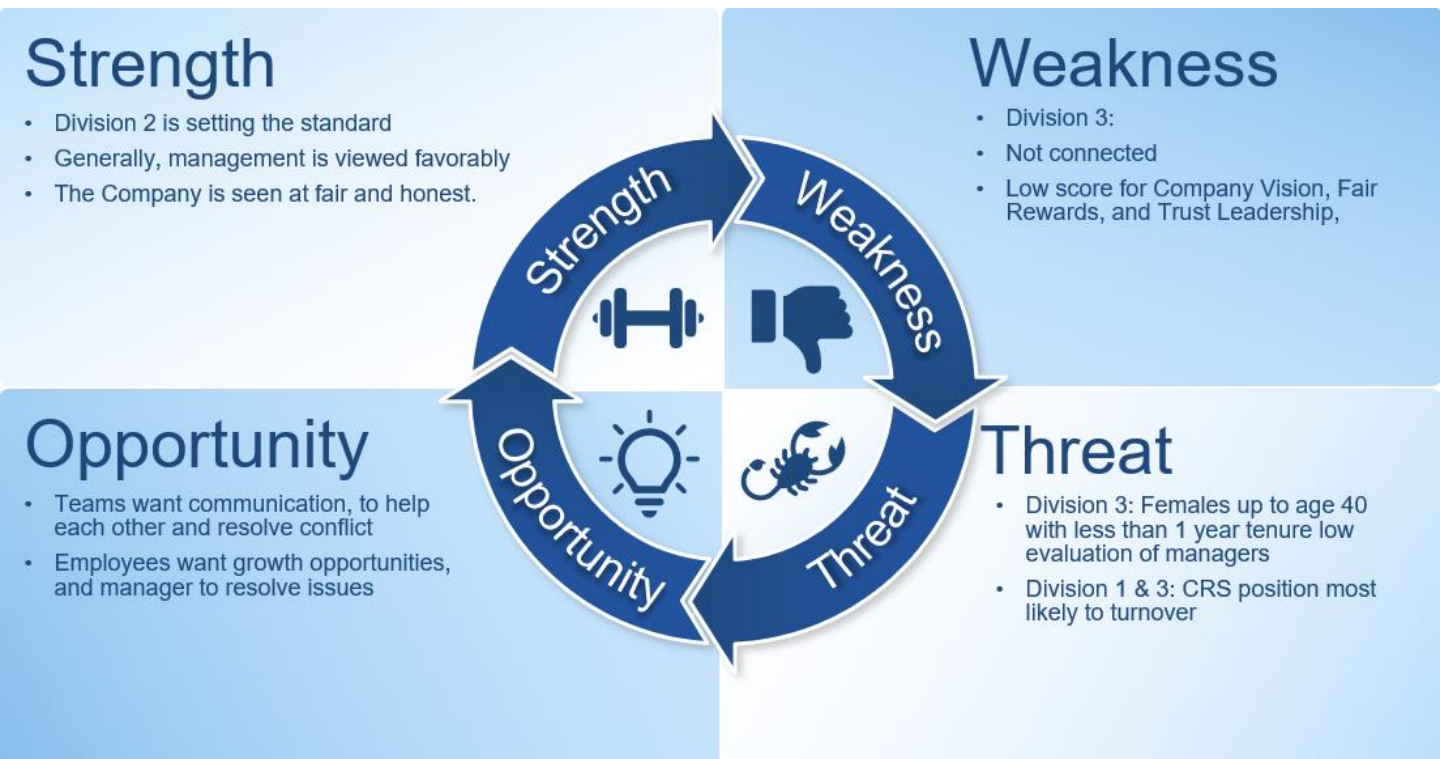 Strength
• Division 2 is setting the standard
• Generally, management is viewed favorably
• The Company is seen at fair and honest.
Weakness
• Division 3:
• Not connected
• Low score for Company Vision, Fair
Rewards, and Trust Leadership,
Strength
Weakness
Opportunity
Threat
Opportunity
• Teams want communication, to help
each other and resolve conflict
• Employees want growth opportunities,
and manager to resolve issues
Threat
• Division 3: Females up to age 40
with less than 1 year tenure low
evaluation of managers
• Division 1 & 3: CRS position most
likely to turnover